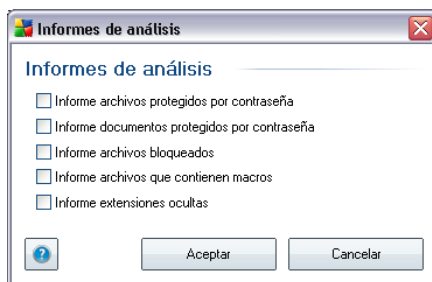 Informes de análisis
Informes de análisis
Informe archivos protegidos por contraseña
Informe documentos protegidos por contraseña
Informe archivos bloqueados
Informe archivos que contienen macros
Informe extensiones ocultas
Aceptar Cancelar